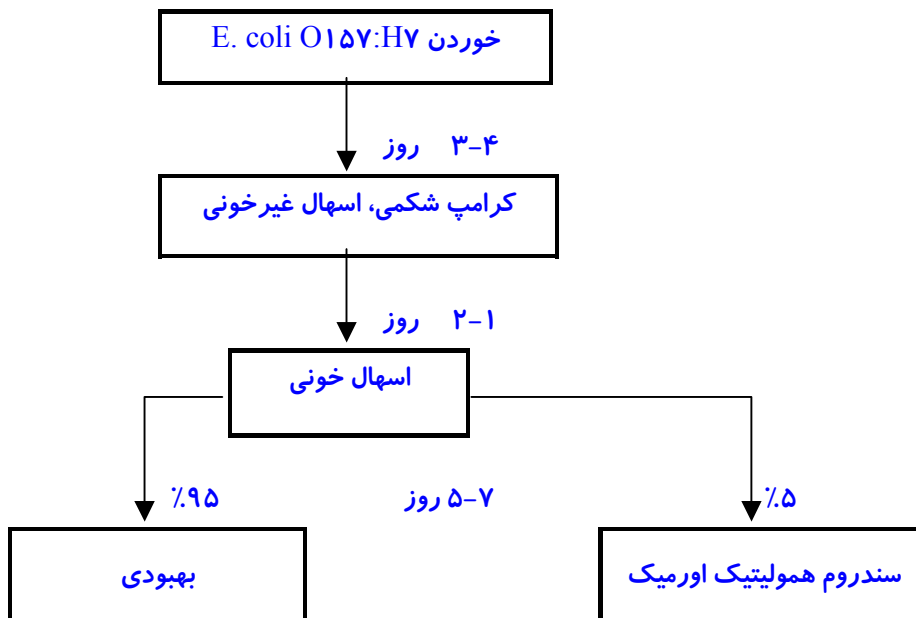 خوردن E. coli O۱۵۷:H۷
۳-۴ روز
کرامپ شکمی، اسهال غیرخونی
۲-۱ روز
اسهال خونی
٪۹۵
۵-۷ روز
٪۵
بهبودی
سندروم همولیتیک اورمیک